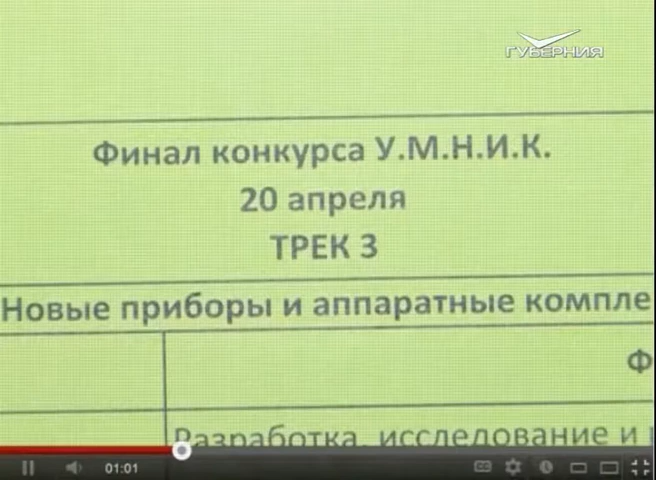 ГУБЕРНИЯ
Финал конкурса У.М.Н.И.К.
20 апреля
ТРЕК 3
Новые приборы и аппаратные компле
Ф
Разработка, исследование и
01:01